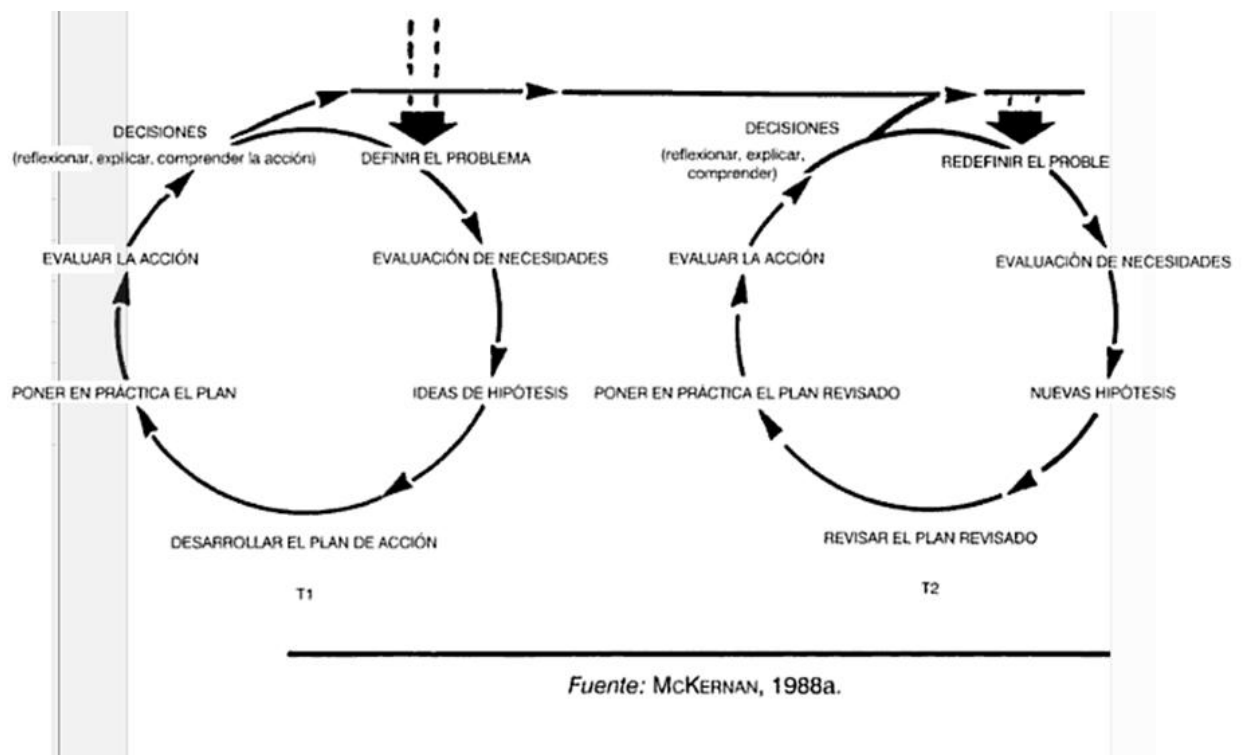 DECISIONES
(reflexionar, explicar, comprender la acción)
DEFINIR EL PROBLEMA
EVALUACIÓN DE NECESIDADES
IDEAS DE HIPÓTESIS
DESARROLLAR EL PLAN DE ACCIÓN
PONER EN PRÁCTICA EL PLAN
EVALUAR LA ACCIÓN
T1
DECISIONES
(reflexionar, explicar,
comprender)
REDEFINIR EL PROBLE
EVALUACIÓN DE NECESIDADES
NUEVAS HIPÓTESIS
REVISAR EL PLAN REVISADO
PONER EN PRÁCTICA EL PLAN REVISADO
EVALUAR LA ACCIÓN
T2
Fuente: MCKERNAN, 1988a.